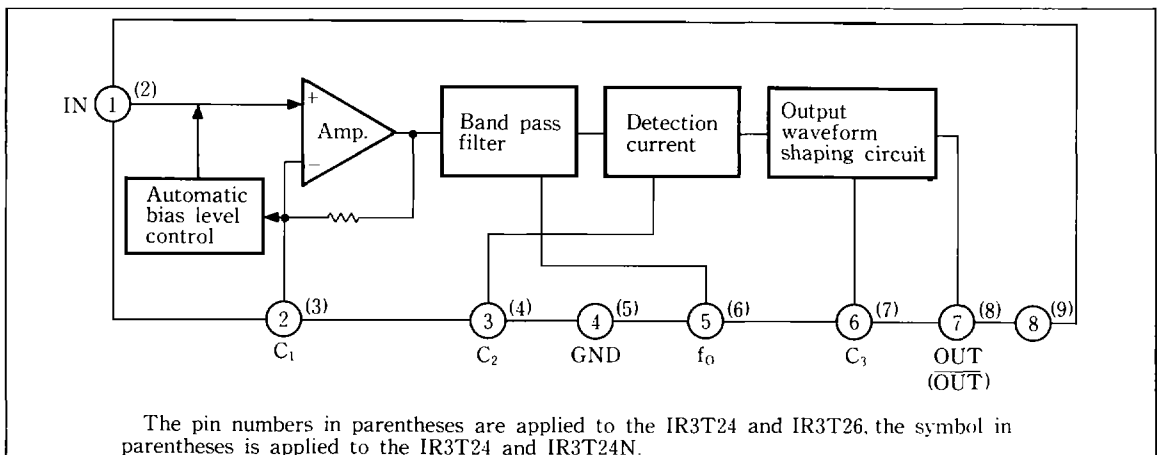 IN 1 (2)
+
Amp.
−
Band pass
filter
Detection
current
Output
waveform
shaping circuit
Automatic
bias level
control
2 (3)
C₁
3 (4)
C₂
4 (5)
GND
5 (6)
f₀
6 (7)
C₃
7 (8)
OUT
(O̅U̅T̅)
8 (9)
The pin numbers in parentheses are applied to the IR3T24 and IR3T26, the symbol in
parentheses is applied to the IR3T24 and IR3T24N.